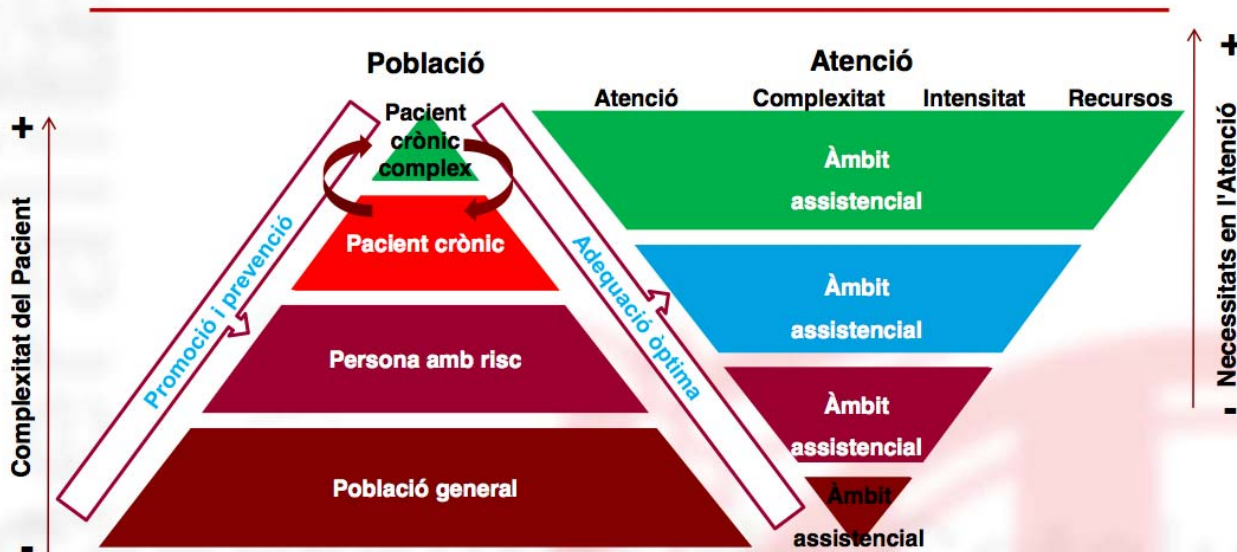 Població
Atenció
Atenció
Complexitat
Intensitat
Recursos
+
Complexitat del Pacient
-
Promoció i prevenció
Pacient
crònic
complex
Pacient crònic
Persona amb risc
Població general
Adequació òptima
Àmbit
assistencial
Àmbit
assistencial
Àmbit
assistencial
Àmbit
assistencial
+
Necessitats en l'Atenció
-